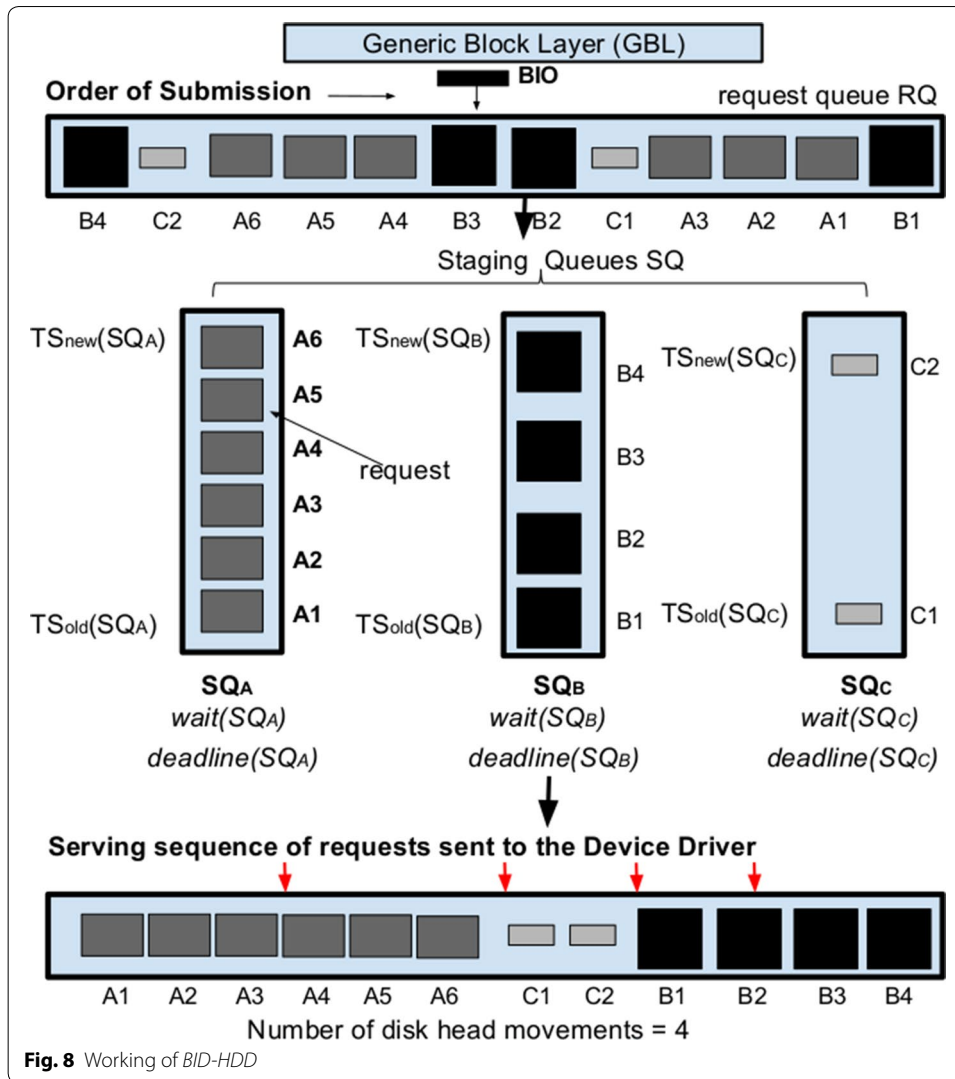 Generic Block Layer (GBL)
BIO
Order of Submission
request queue RQ
B4 C2 A6 A5 A4 B3 B2 C1 A3 A2 A1 B1
Staging Queues SQ
TSnew(SQA)
A6
A5
A4
A3
A2
A1
TSold(SQA)
request
TSnew(SQB)
B4
B3
B2
B1
TSold(SQB)
TSnew(SQC)
C2
TSold(SQC)
C1
SQA
wait(SQA)
deadline(SQA)
SQB
wait(SQB)
deadline(SQB)
SQC
wait(SQC)
deadline(SQC)
Serving sequence of requests sent to the Device Driver
A1 A2 A3 A4 A5 A6 C1 C2 B1 B2 B3 B4
Number of disk head movements = 4
Fig. 8 Working of BID-HDD